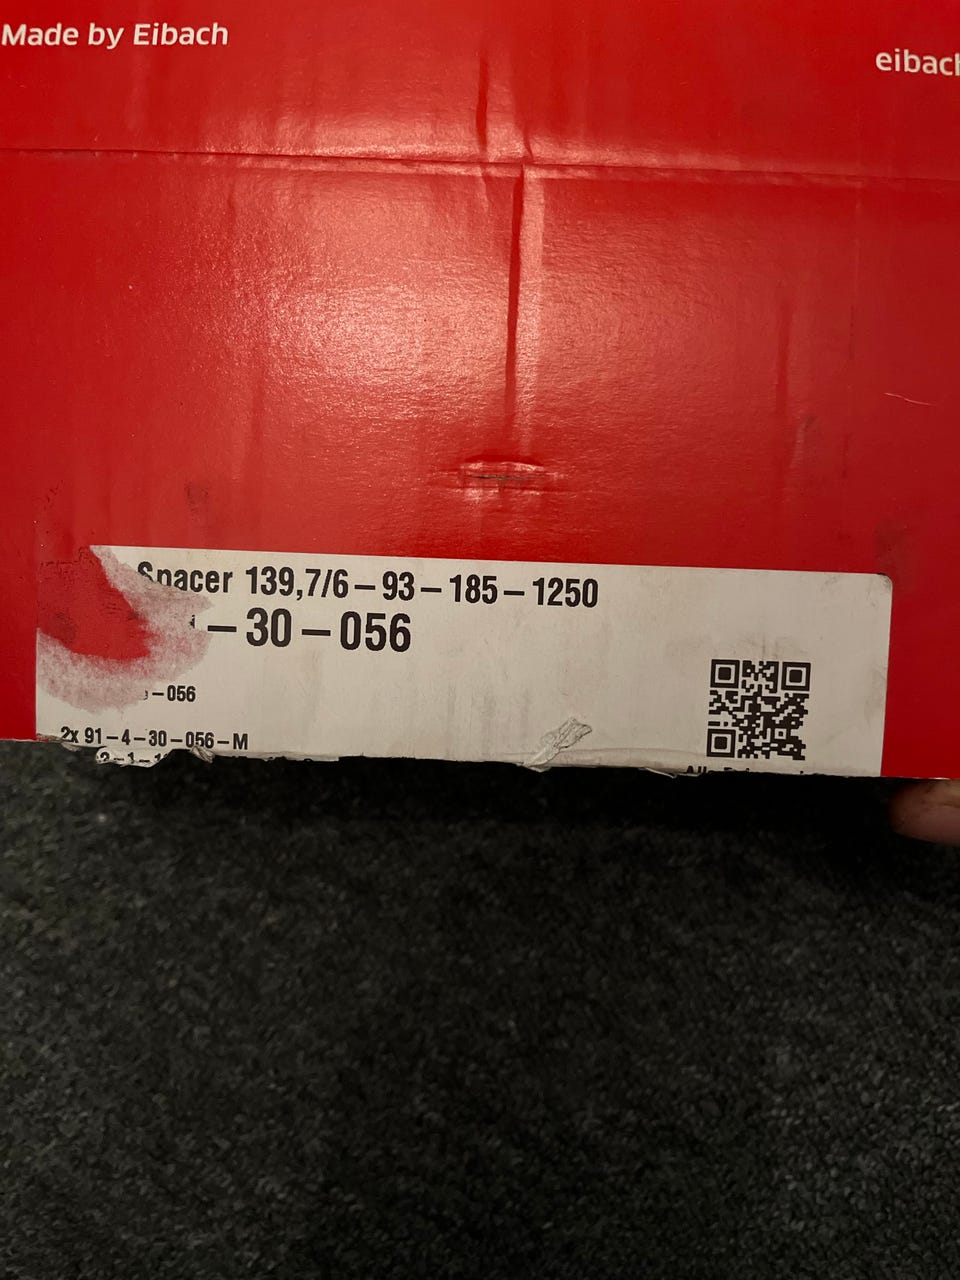 Made by Eibach
eibach
Spacer 139,7/6–93–185–1250
–30–056
–056
2x 91–4–30–056–M